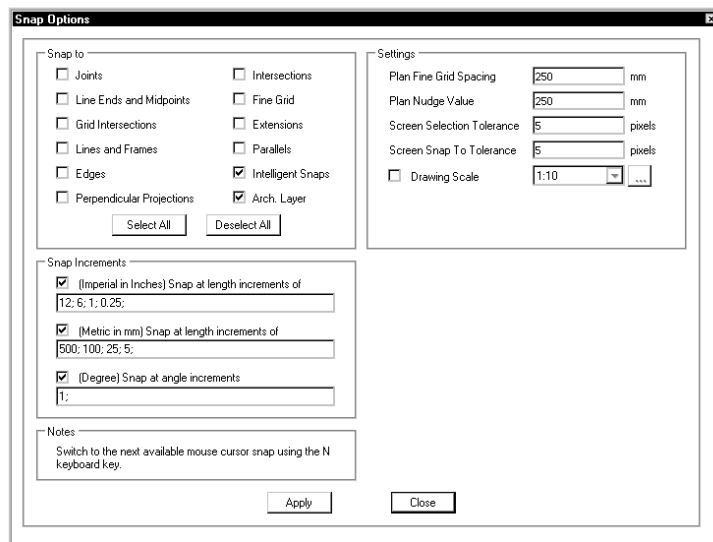 Snap Options
Snap to
Joints
Line Ends and Midpoints
Grid Intersections
Lines and Frames
Edges
Perpendicular Projections
Intersections
Fine Grid
Extensions
Parallels
Intelligent Snaps
Arch. Layer
Select All
Deselect All
Settings
Plan Fine Grid Spacing 250 mm
Plan Nudge Value 250 mm
Screen Selection Tolerance 5 pixels
Screen Snap To Tolerance 5 pixels
Drawing Scale 1:10 ...
Snap Increments
(Imperial in Inches) Snap at length increments of
12; 6; 1; 0.25;
(Metric in mm) Snap at length increments of
500; 100; 25; 5;
(Degree) Snap at angle increments
1;
Notes
Switch to the next available mouse cursor snap using the N
keyboard key.
Apply
Close